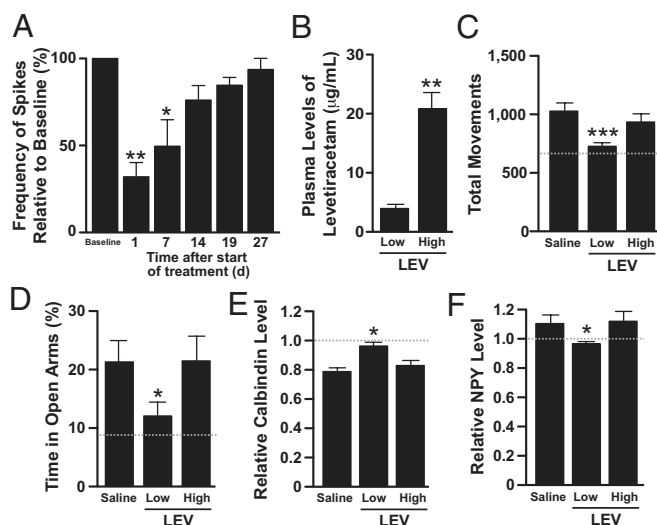 A
Frequency of Spikes
Relative to Baseline (%)
100
50
0
**
*
Baseline 1 7 14 19 27
Time after start
of treatment (d)
B
Plasma Levels of
Levetiracetam (µg/mL)
30
20
10
0
**
Low High
LEV
C
Total Movements
1,500
1,000
500
0
***
Saline Low High
LEV
D
Time in Open Arms (%)
30
20
10
0
*
Saline Low High
LEV
E
Relative Calbindin Level
1.2
1.0
0.8
0.6
0.4
0.2
0
*
Saline Low High
LEV
F
Relative NPY Level
1.2
1.0
0.8
0.6
0.4
0.2
0
*
Saline Low High
LEV